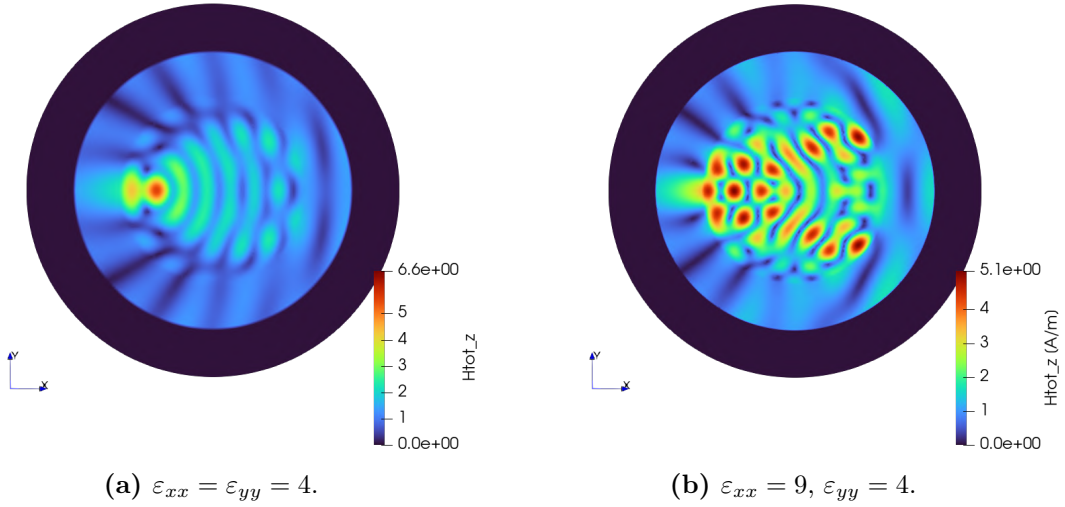 6.6e+00
5
4
3
2
1
0.0e+00
Htot_z
Y
X
5.1e+00
4
3
2
1
0.0e+00
Htot_z (A/m)
Y
X
(a) εxx = εyy = 4.
(b) εxx = 9, εyy = 4.